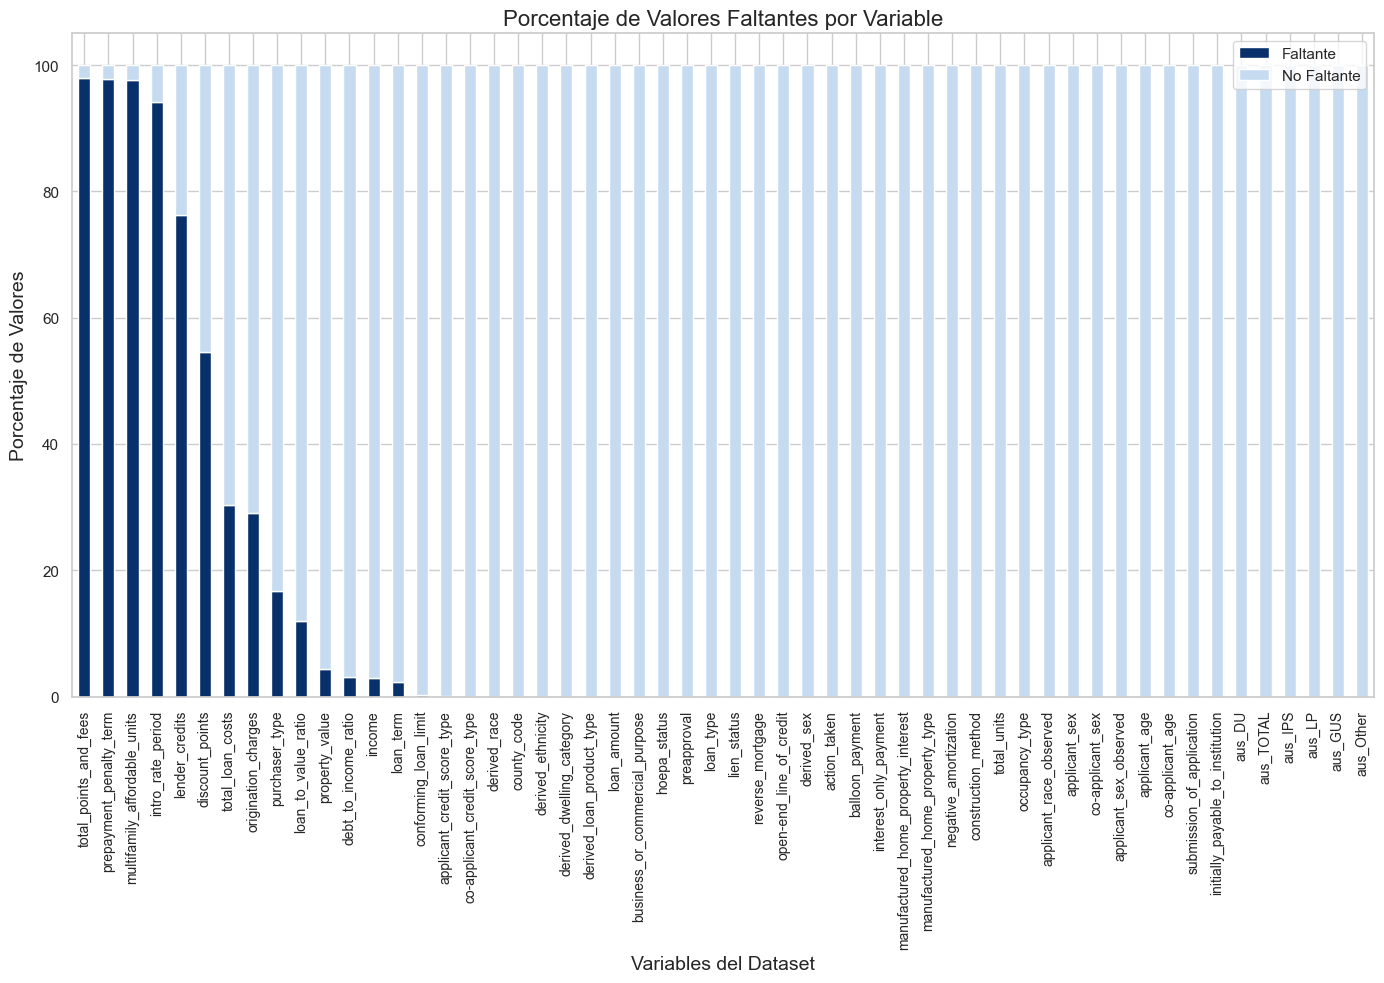 Porcentaje de Valores Faltantes por Variable
Faltante
No Faltante
Porcentaje de Valores
100
80
60
40
20
0
total_points_and_fees
prepayment_penalty_term
multifamily_affordable_units
intro_rate_period
lender_credits
discount_points
total_loan_costs
origination_charges
purchaser_type
loan_to_value_ratio
property_value
debt_to_income_ratio
income
loan_term
conforming_loan_limit
applicant_credit_score_type
co-applicant_credit_score_type
derived_race
county_code
derived_ethnicity
derived_dwelling_category
derived_loan_product_type
loan_amount
business_or_commercial_purpose
hoepa_status
preapproval
loan_type
lien_status
reverse_mortgage
open-end_line_of_credit
derived_sex
action_taken
balloon_payment
interest_only_payment
manufactured_home_property_interest
manufactured_home_property_type
negative_amortization
construction_method
total_units
occupancy_type
applicant_race_observed
applicant_sex
co-applicant_sex
applicant_sex_observed
applicant_age
co-applicant_age
submission_of_application
initially_payable_to_institution
aus_DU
aus_TOTAL
aus_IPS
aus_LP
aus_GUS
aus_Other
Variables del Dataset